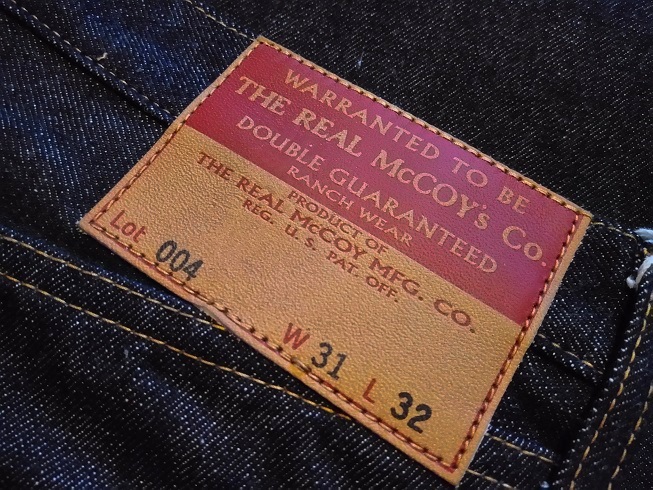 WARRANTED TO BE
THE REAL McCOY'S Co.
DOUBLE GUARANTEED
RANCH WEAR
PRODUCT OF
THE REAL McCOY MFG. CO.
REG. U. S. PAT. OFF.
Lot 004
W 31 L 32